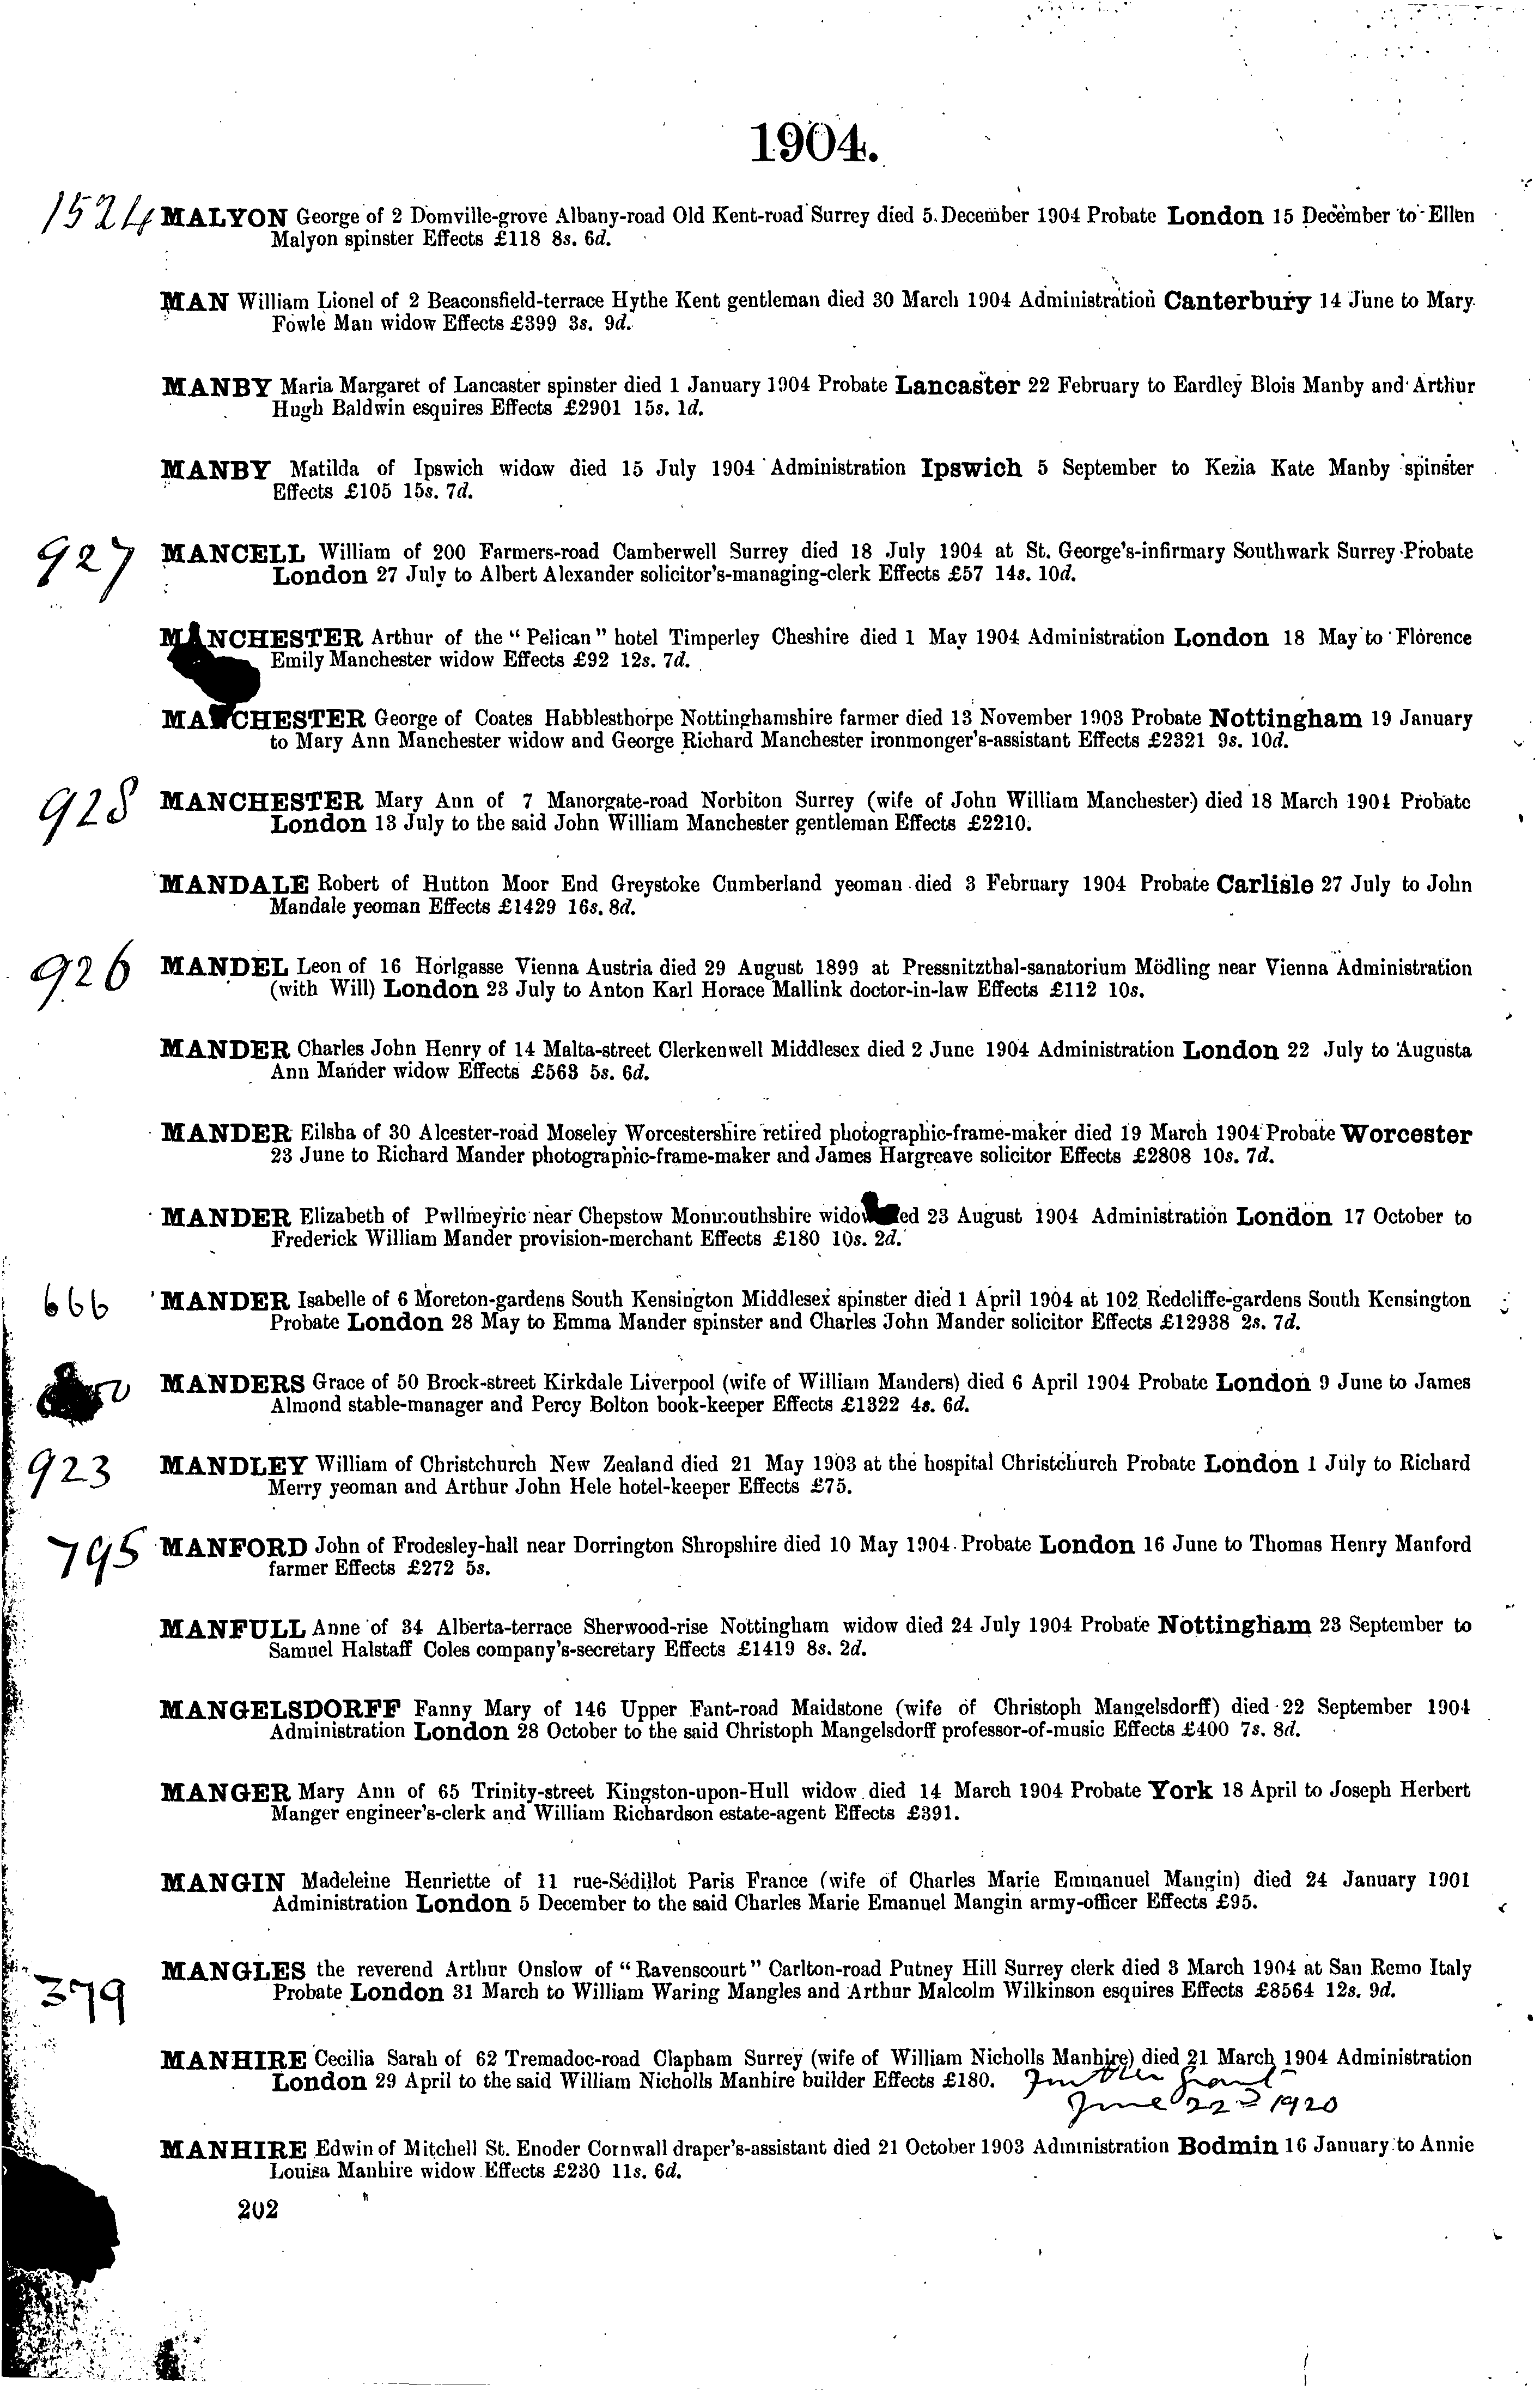 1904.
1524 MALYON George of 2 Domville-grove Albany-road Old Kent-road Surrey died 5 December 1904 Probate London 15 December to Ellen
Malyon spinster Effects £118 8s. 6d.
MAN William Lionel of 2 Beaconsfield-terrace Hythe Kent gentleman died 30 March 1904 Administration Canterbury 14 June to Mary
Fowle Man widow Effects £399 3s. 9d.
MANBY Maria Margaret of Lancaster spinster died 1 January 1904 Probate Lancaster 22 February to Eardley Blois Manby and Arthur
Hugh Baldwin esquires Effects £2901 15s. 1d.
MANBY Matilda of Ipswich widow died 15 July 1904 Administration Ipswich 5 September to Kezia Kate Manby spinster
Effects £105 15s. 7d.
927 MANCELL William of 200 Farmers-road Camberwell Surrey died 18 July 1904 at St. George's-infirmary Southwark Surrey Probate
London 27 July to Albert Alexander solicitor's-managing-clerk Effects £57 14s. 10d.
MANCHESTER Arthur of the "Pelican" hotel Timperley Cheshire died 1 May 1904 Administration London 18 May to Florence
Emily Manchester widow Effects £92 12s. 7d.
MANCHESTER George of Coates Habblesthorpe Nottinghamshire farmer died 13 November 1903 Probate Nottingham 19 January
to Mary Ann Manchester widow and George Richard Manchester ironmonger's-assistant Effects £2321 9s. 10d.
928 MANCHESTER Mary Ann of 7 Manorgate-road Norbiton Surrey (wife of John William Manchester) died 18 March 1904 Probate
London 13 July to the said John William Manchester gentleman Effects £2210.
MANDALE Robert of Hutton Moor End Greystoke Cumberland yeoman died 3 February 1904 Probate Carlisle 27 July to John
Mandale yeoman Effects £1429 16s. 8d.
926 MANDEL Leon of 16 Horlgasse Vienna Austria died 29 August 1899 at Pressnitzthal-sanatorium Mödling near Vienna Administration
(with Will) London 23 July to Anton Karl Horace Mallink doctor-in-law Effects £112 10s.
MANDER Charles John Henry of 14 Malta-street Clerkenwell Middlesex died 2 June 1904 Administration London 22 July to Augusta
Ann Mander widow Effects £563 5s. 6d.
MANDER Eilsha of 30 Alcester-road Moseley Worcestershire retired photographic-frame-maker died 19 March 1904 Probate Worcester
23 June to Richard Mander photographic-frame-maker and James Hargreave solicitor Effects £2808 10s. 7d.
MANDER Elizabeth of Pwllmeyric near Chepstow Monmouthshire widow died 23 August 1904 Administration London 17 October to
Frederick William Mander provision-merchant Effects £180 10s. 2d.
666 MANDER Isabelle of 6 Moreton-gardens South Kensington Middlesex spinster died 1 April 1904 at 102 Redcliffe-gardens South Kensington
Probate London 28 May to Emma Mander spinster and Charles John Mander solicitor Effects £12938 2s. 7d.
MANDERS Grace of 50 Brock-street Kirkdale Liverpool (wife of William Manders) died 6 April 1904 Probate London 9 June to James
Almond stable-manager and Percy Bolton book-keeper Effects £1322 4s. 6d.
923 MANDLEY William of Christchurch New Zealand died 21 May 1903 at the hospital Christchurch Probate London 1 July to Richard
Merry yeoman and Arthur John Hele hotel-keeper Effects £75.
795 MANFORD John of Frodesley-hall near Dorrington Shropshire died 10 May 1904 Probate London 16 June to Thomas Henry Manford
farmer Effects £272 5s.
MANFULL Anne of 34 Alberta-terrace Sherwood-rise Nottingham widow died 24 July 1904 Probate Nottingham 23 September to
Samuel Halstaff Coles company's-secretary Effects £1419 8s. 2d.
MANGELSDORFF Fanny Mary of 146 Upper Fant-road Maidstone (wife of Christoph Mangelsdorff) died 22 September 1904
Administration London 28 October to the said Christoph Mangelsdorff professor-of-music Effects £400 7s. 8d.
MANGER Mary Ann of 65 Trinity-street Kingston-upon-Hull widow died 14 March 1904 Probate York 18 April to Joseph Herbert
Manger engineer's-clerk and William Richardson estate-agent Effects £391.
MANGIN Madeleine Henriette of 11 rue-Sédillot Paris France (wife of Charles Marie Emmanuel Mangin) died 24 January 1901
Administration London 5 December to the said Charles Marie Emanuel Mangin army-officer Effects £95.
379 MANGLES the reverend Arthur Onslow of "Ravenscourt" Carlton-road Putney Hill Surrey clerk died 3 March 1904 at San Remo Italy
Probate London 31 March to William Waring Mangles and Arthur Malcolm Wilkinson esquires Effects £8564 12s. 9d.
MANHIRE Cecilia Sarah of 62 Tremadoc-road Clapham Surrey (wife of William Nicholls Manhire) died 21 March 1904 Administration
London 29 April to the said William Nicholls Manhire builder Effects £180. Further Grant
June 22nd 1920
MANHIRE Edwin of Mitchell St. Enoder Cornwall draper's-assistant died 21 October 1903 Administration Bodmin 16 January to Annie
Louisa Manhire widow Effects £230 11s. 6d.
202